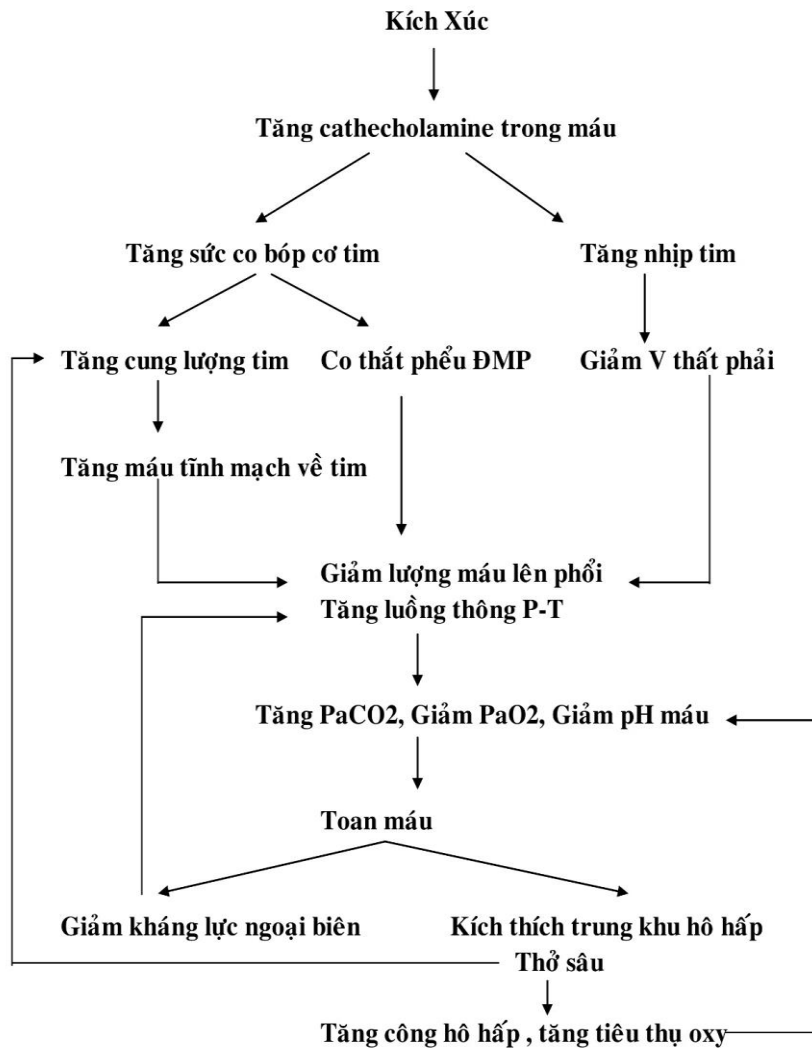 Kích Xúc
Tăng cathecholamine trong máu
Tăng sức co bóp cơ tim
Tăng nhịp tim
Tăng cung lượng tim
Co thắt phểu ĐMP
Giảm V thất phải
Tăng máu tĩnh mạch về tim
Giảm lượng máu lên phổi
Tăng luồng thông P-T
Tăng PaCO2, Giảm PaO2, Giảm pH máu
Toan máu
Giảm kháng lực ngoại biên
Kích thích trung khu hô hấp
Thở sâu
Tăng công hô hấp , tăng tiêu thụ oxy